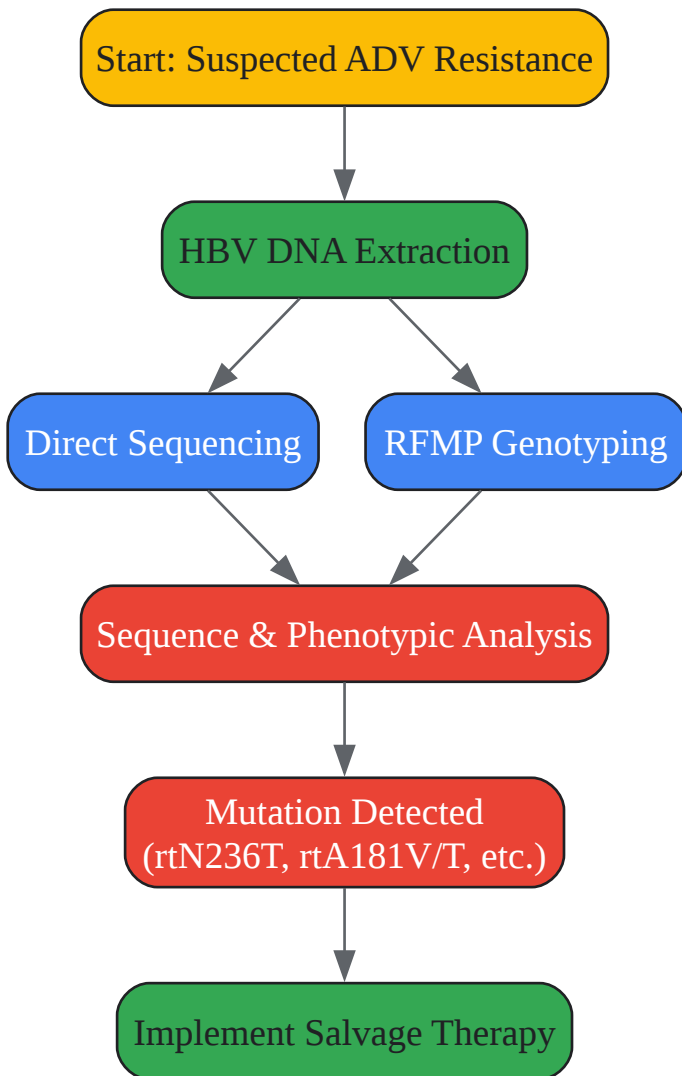 Start: Suspected ADV Resistance
HBV DNA Extraction
Direct Sequencing
RFMP Genotyping
Sequence & Phenotypic Analysis
Mutation Detected
(rtN236T, rtA181V/T, etc.)
Implement Salvage Therapy